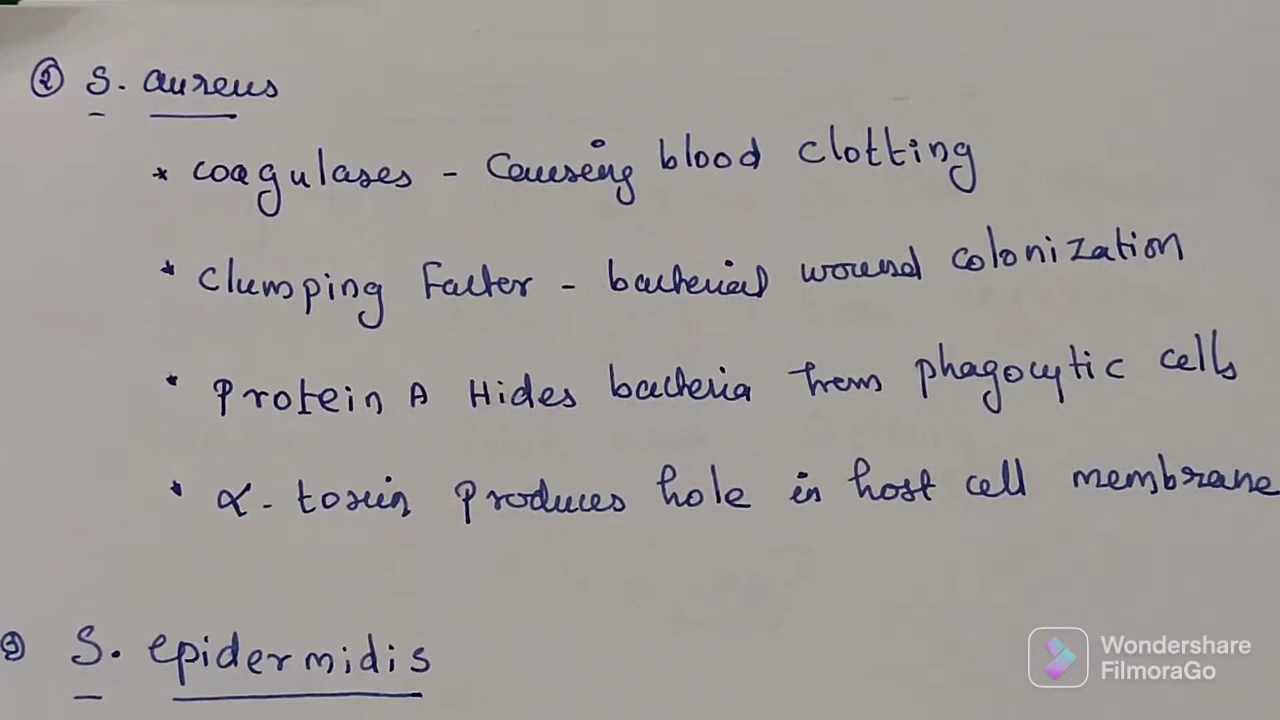 ② S. aureus
* coagulases - Causing blood clotting
* Clumping Factor - bacterial wound colonization
* Protein A Hides bacteria from phagocytic cells
* α-toxin produces hole in host cell membrane
③ S. epidermidis
Wondershare
FilmoraGo